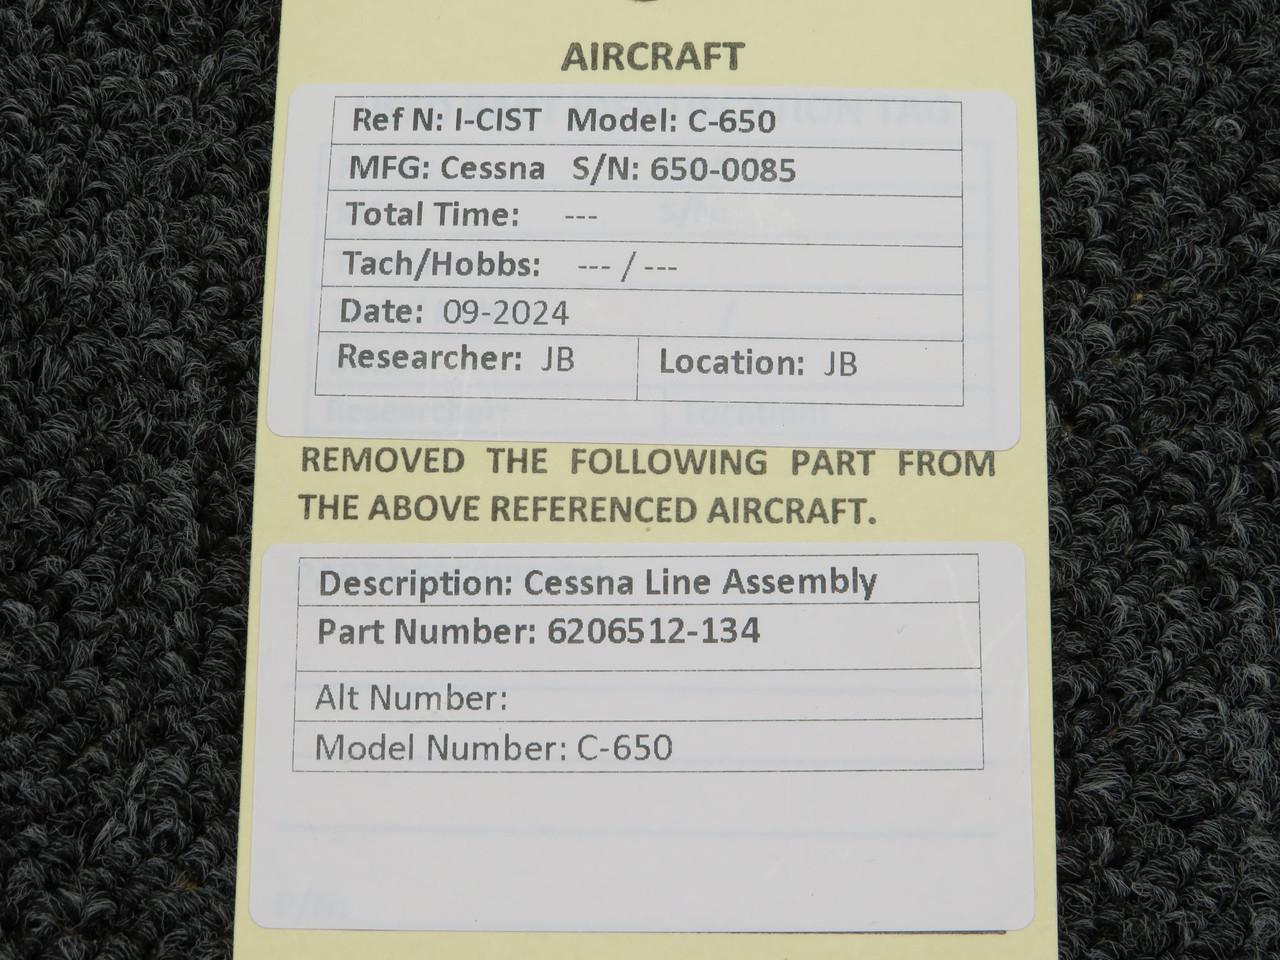 AIRCRAFT
Ref N: I-CIST Model: C-650
MFG: Cessna S/N: 650-0085
Total Time: ---
Tach/Hobbs: --- / ---
Date: 09-2024
Researcher: JB Location: JB
REMOVED THE FOLLOWING PART FROM
THE ABOVE REFERENCED AIRCRAFT.
Description: Cessna Line Assembly
Part Number: 6206512-134
Alt Number:
Model Number: C-650
P/N: